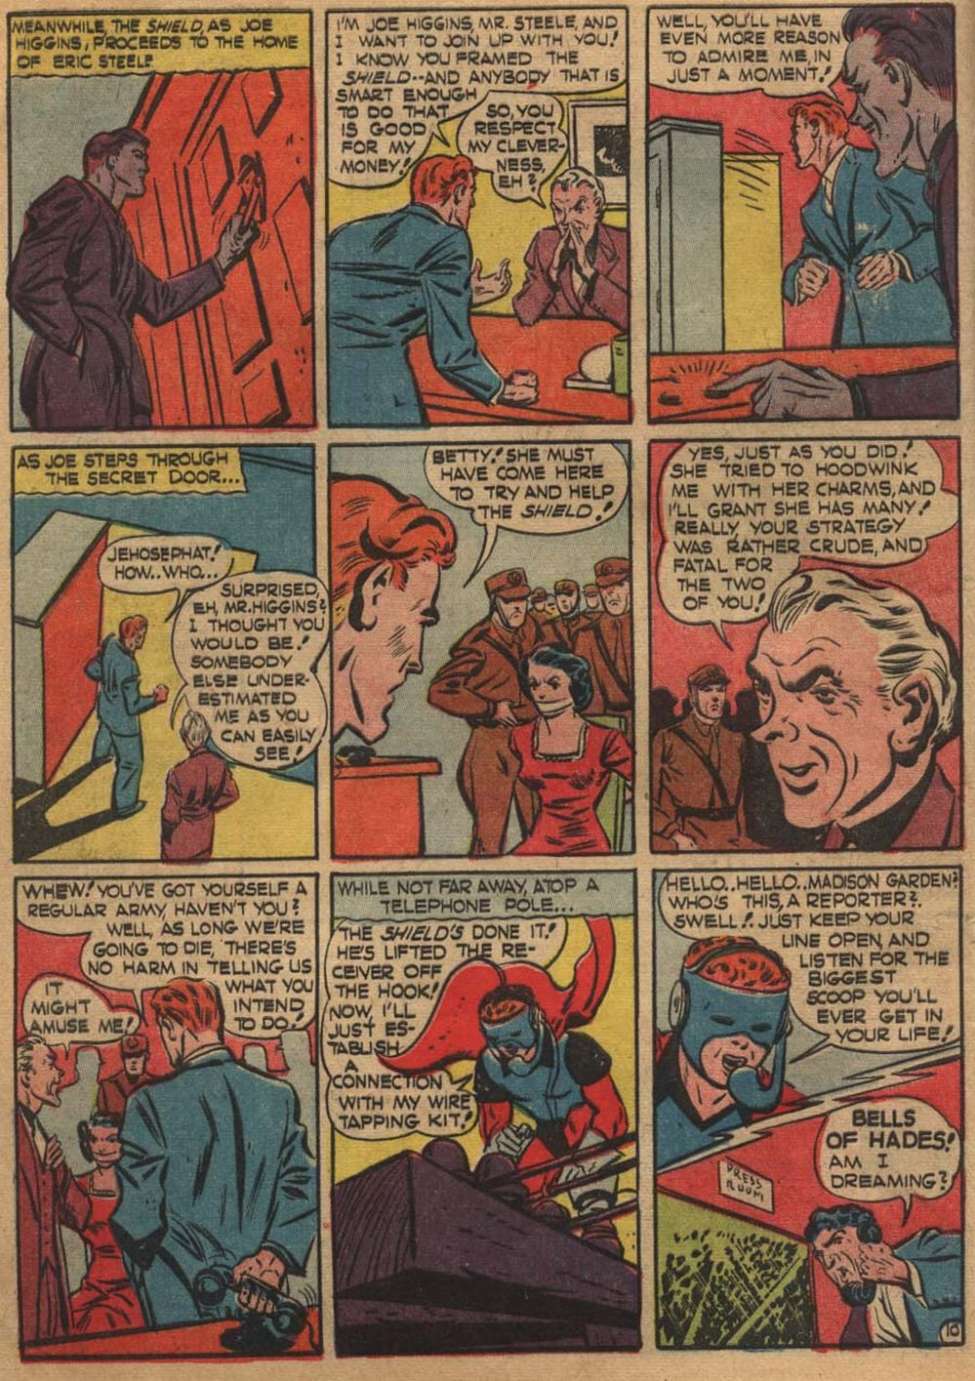 MEANWHILE, THE SHIELD, AS JOE
HIGGINS, PROCEEDS TO THE HOME
OF ERIC STEELE
I'M JOE HIGGINS, MR. STEELE, AND
I WANT TO JOIN UP WITH YOU!
I KNOW YOU FRAMED THE
SHIELD--AND ANYBODY THAT IS
SMART ENOUGH
TO DO THAT
IS GOOD
FOR MY
MONEY!
SO, YOU
RESPECT
MY CLEVER-
NESS,
EH?
WELL, YOU'LL HAVE
EVEN MORE REASON
TO ADMIRE ME, IN
JUST A MOMENT!
AS JOE STEPS THROUGH
THE SECRET DOOR...
JEHOSEPHAT!
HOW..WHO...
SURPRISED,
EH, MR. HIGGINS?
I THOUGHT YOU
WOULD BE!
SOMEBODY
ELSE UNDER-
ESTIMATED
ME AS YOU
CAN EASILY
SEE!
BETTY! SHE MUST
HAVE COME HERE
TO TRY AND HELP
THE SHIELD!
YES, JUST AS YOU DID!
SHE TRIED TO HOODWINK
ME WITH HER CHARMS, AND
I'LL GRANT SHE HAS MANY!
REALLY, YOUR STRATEGY
WAS RATHER CRUDE, AND
FATAL FOR
THE TWO
OF YOU!
WHEW! YOU'VE GOT YOURSELF A
REGULAR ARMY, HAVEN'T YOU?
WELL, AS LONG WE'RE
GOING TO DIE, THERE'S
NO HARM IN TELLING US
WHAT YOU
INTEND
TO DO!
IT
MIGHT
AMUSE ME!
WHILE NOT FAR AWAY, ATOP A
TELEPHONE POLE...
THE SHIELD'S DONE IT!
HE'S LIFTED THE RE-
CEIVER OFF
THE HOOK!
NOW, I'LL
JUST ES-
TABLISH
A
CONNECTION
WITH MY WIRE
TAPPING KIT!
HELLO..HELLO..MADISON GARDEN?
WHO'S THIS, A REPORTER?.
SWELL! JUST KEEP YOUR
LINE OPEN, AND
LISTEN FOR THE
BIGGEST
SCOOP YOU'LL
EVER GET IN
YOUR LIFE!
BELLS
OF HADES!
AM I
DREAMING?
PRESS
ROOM
10